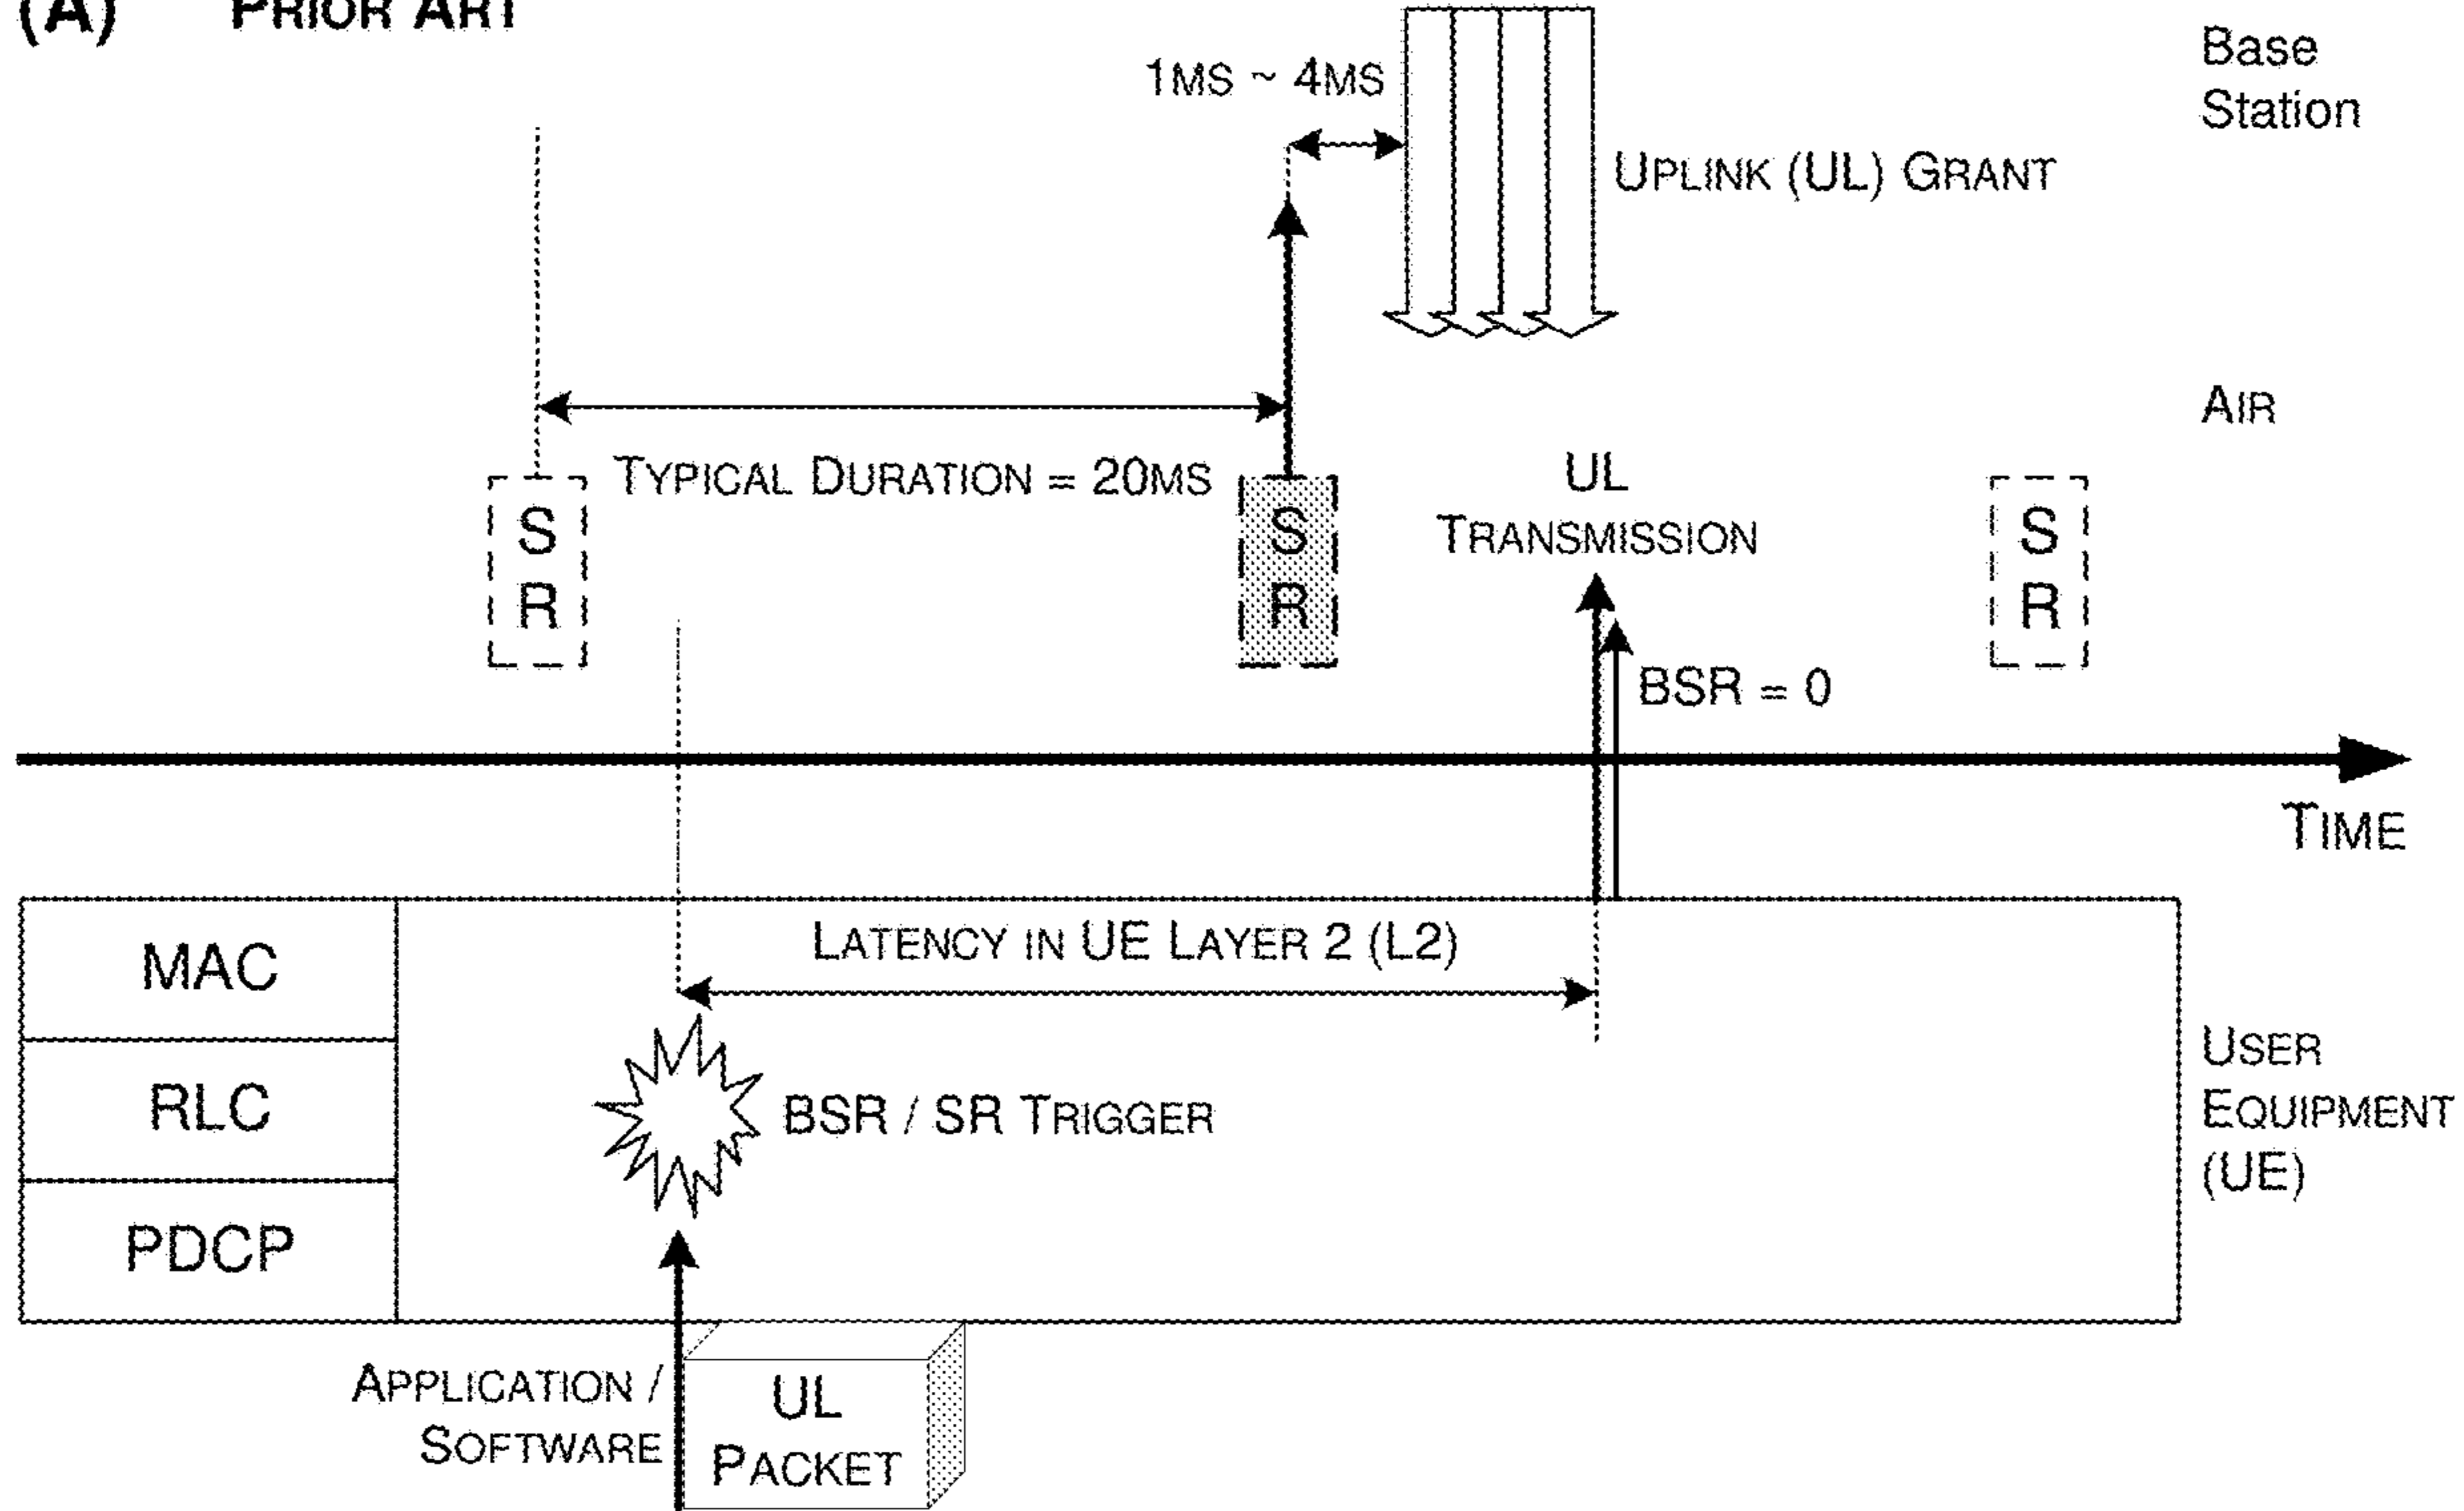 (A) PRIOR ART
Base
Station
1MS ~ 4MS
UPLINK (UL) GRANT
AIR
TYPICAL DURATION = 20MS
UL
TRANSMISSION
S
R
S
R
S
R
BSR = 0
TIME
LATENCY IN UE LAYER 2 (L2)
MAC
RLC
PDCP
BSR / SR TRIGGER
USER
EQUIPMENT
(UE)
APPLICATION /
SOFTWARE
UL
PACKET